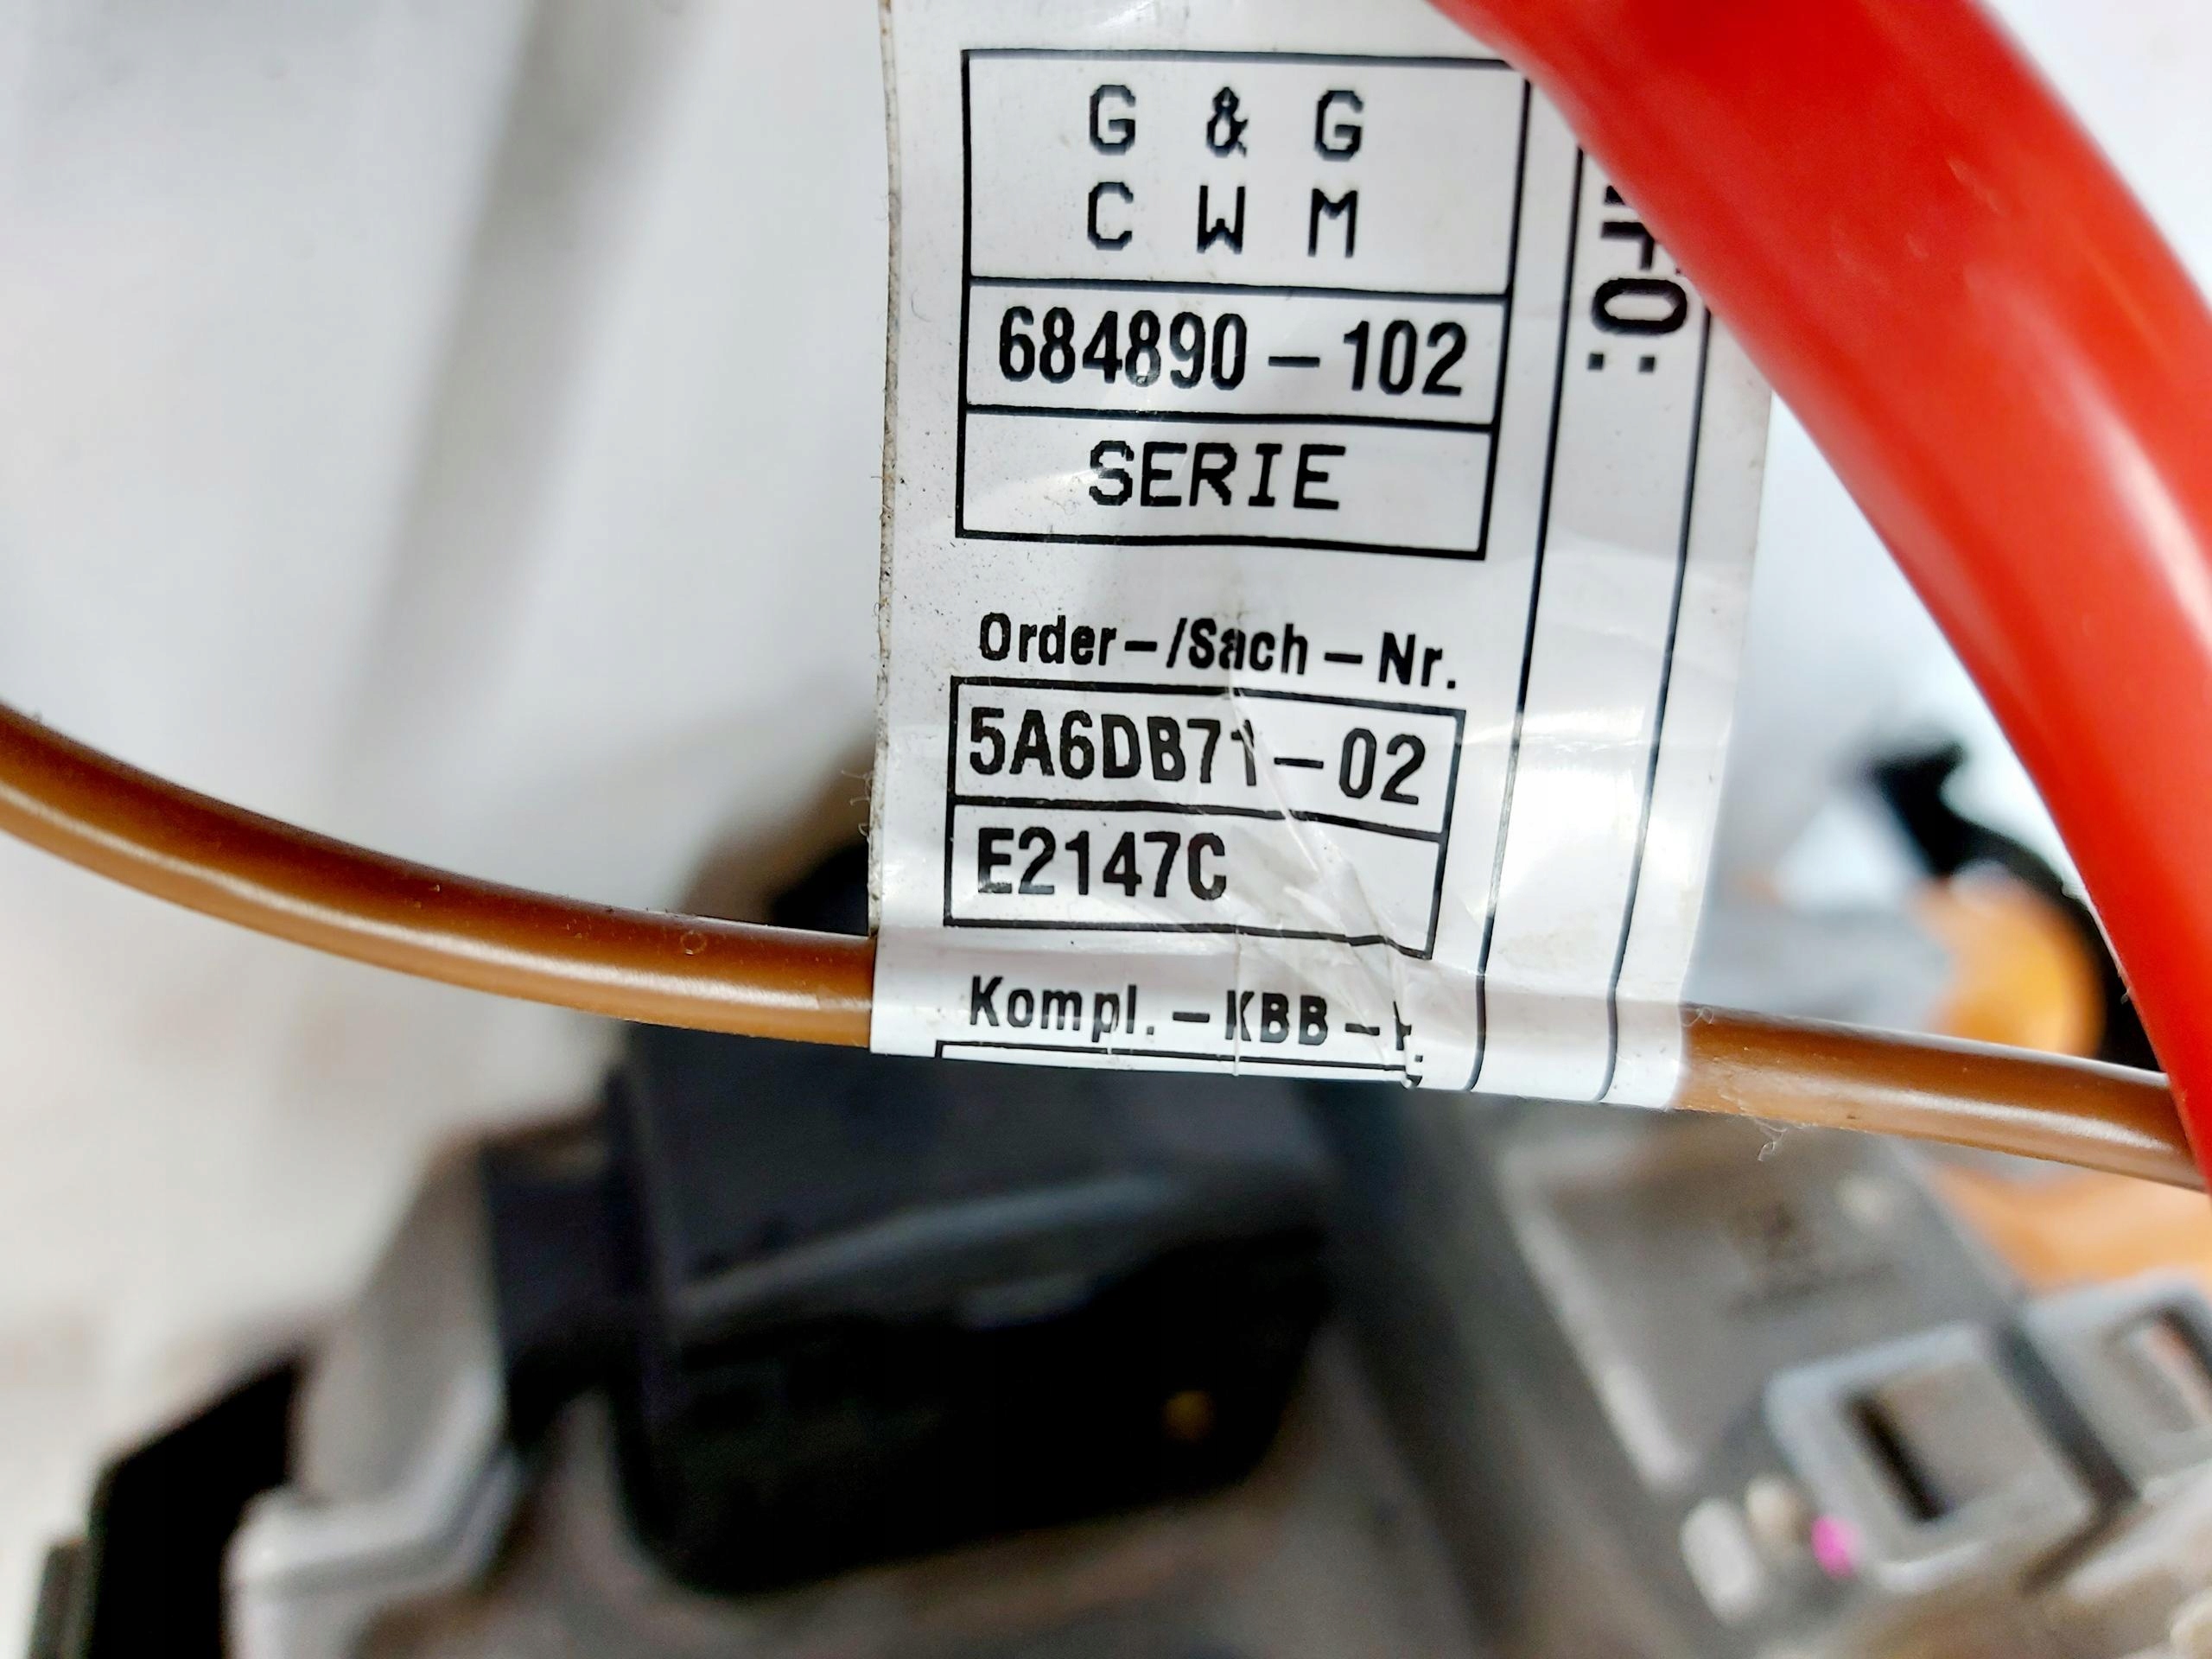 G & G
C W M
684890-102
SERIE
Order-/Sach-Nr.
5A6DB71-02
E2147C
Kompl.-KBB-